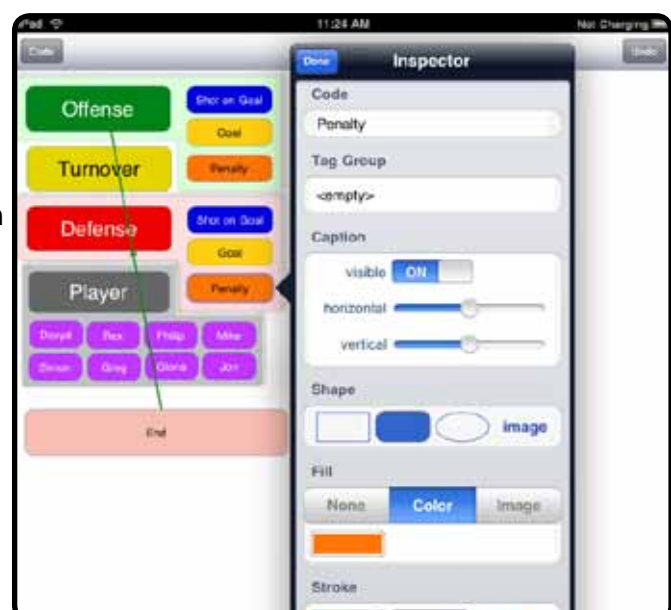 iPad 11:24 AM Not Charging
Code Done Inspector Undo
Offense
Shot on Goal
Goal
Turnover
Penalty
Defense
Shot on Goal
Goal
Player
Penalty
Philip Mike
Greg Jon
End
Code
Penalty
Tag Group
<empty>
Caption
visible ON
horizontal
vertical
Shape
image
Fill
None Color Image
Stroke